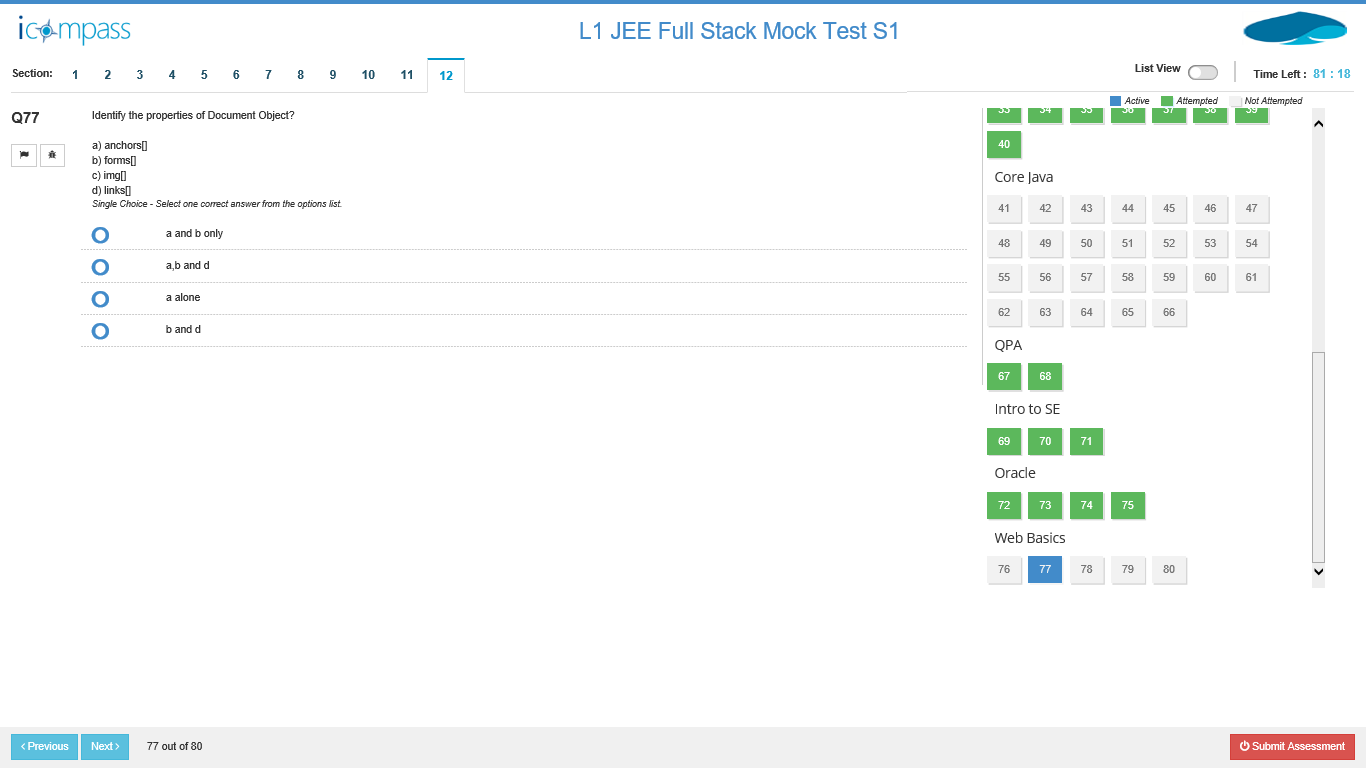 icompass
L1 JEE Full Stack Mock Test S1
Section: 1 2 3 4 5 6 7 8 9 10 11 12
List View
Time Left : 81 : 18
Active Attempted Not Attempted
Q77
Identify the properties of Document Object?
a) anchors[]
b) forms[]
c) img[]
d) links[]
Single Choice - Select one correct answer from the options list.
a and b only
a,b and d
a alone
b and d
33 34 35 36 37 38 39
40
Core Java
41 42 43 44 45 46 47
48 49 50 51 52 53 54
55 56 57 58 59 60 61
62 63 64 65 66
QPA
67 68
Intro to SE
69 70 71
Oracle
72 73 74 75
Web Basics
76 77 78 79 80
‹ Previous
Next ›
77 out of 80
Submit Assessment